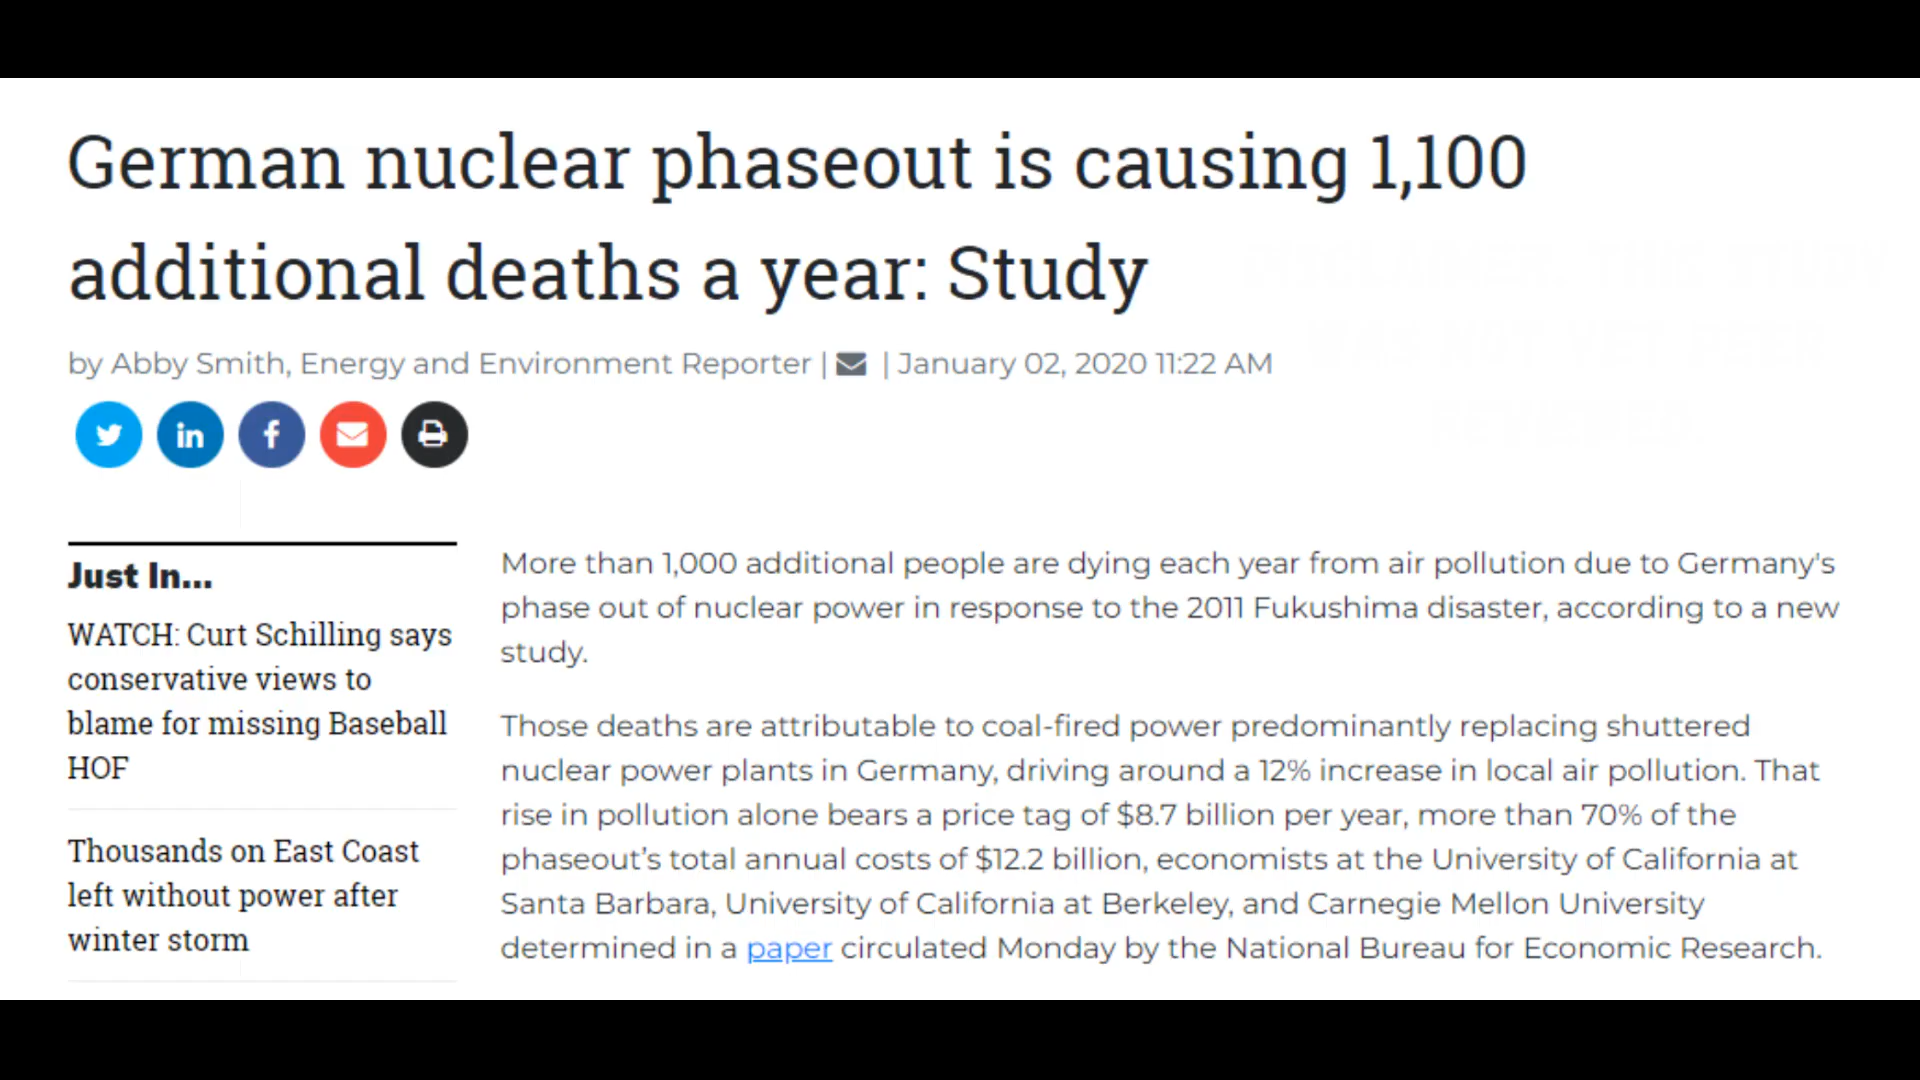 German nuclear phaseout is causing 1,100
additional deaths a year: Study
by Abby Smith, Energy and Environment Reporter | | January 02, 2020 11:22 AM
Just In...
WATCH: Curt Schilling says
conservative views to
blame for missing Baseball
HOF
Thousands on East Coast
left without power after
winter storm
More than 1,000 additional people are dying each year from air pollution due to Germany's
phase out of nuclear power in response to the 2011 Fukushima disaster, according to a new
study.
Those deaths are attributable to coal-fired power predominantly replacing shuttered
nuclear power plants in Germany, driving around a 12% increase in local air pollution. That
rise in pollution alone bears a price tag of $8.7 billion per year, more than 70% of the
phaseout’s total annual costs of $12.2 billion, economists at the University of California at
Santa Barbara, University of California at Berkeley, and Carnegie Mellon University
determined in a paper circulated Monday by the National Bureau for Economic Research.